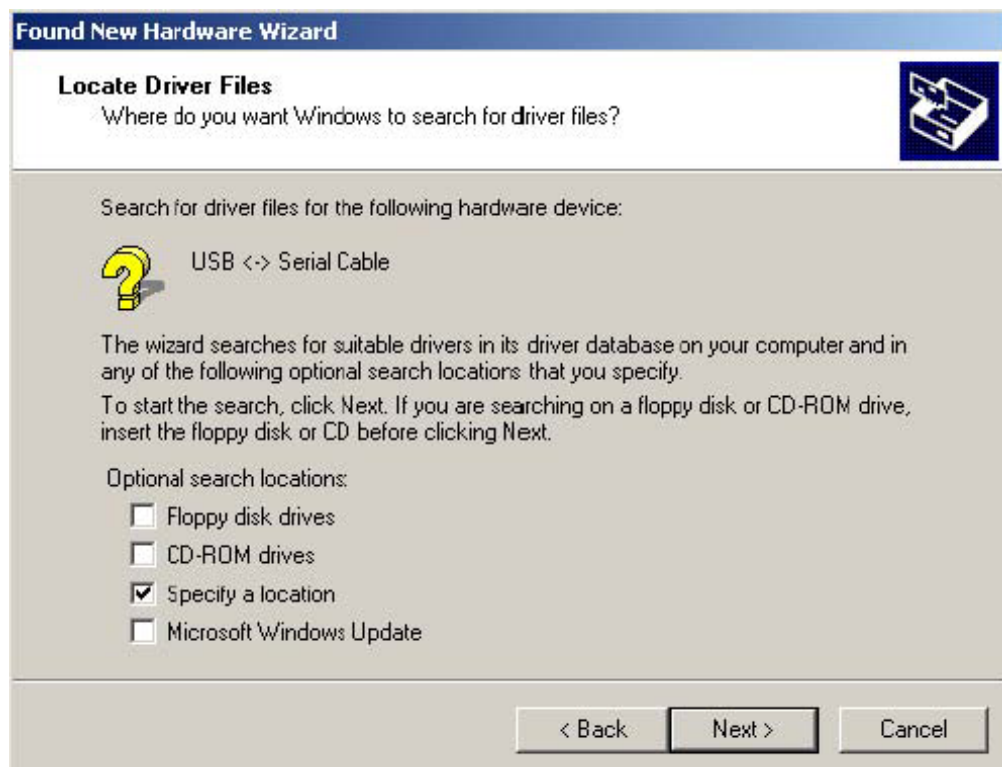 Found New Hardware Wizard
Locate Driver Files
Where do you want Windows to search for driver files?
Search for driver files for the following hardware device:
USB <-> Serial Cable
The wizard searches for suitable drivers in its driver database on your computer and in
any of the following optional search locations that you specify.
To start the search, click Next. If you are searching on a floppy disk or CD-ROM drive,
insert the floppy disk or CD before clicking Next.
Optional search locations:
Floppy disk drives
CD-ROM drives
Specify a location
Microsoft Windows Update
< Back
Next >
Cancel